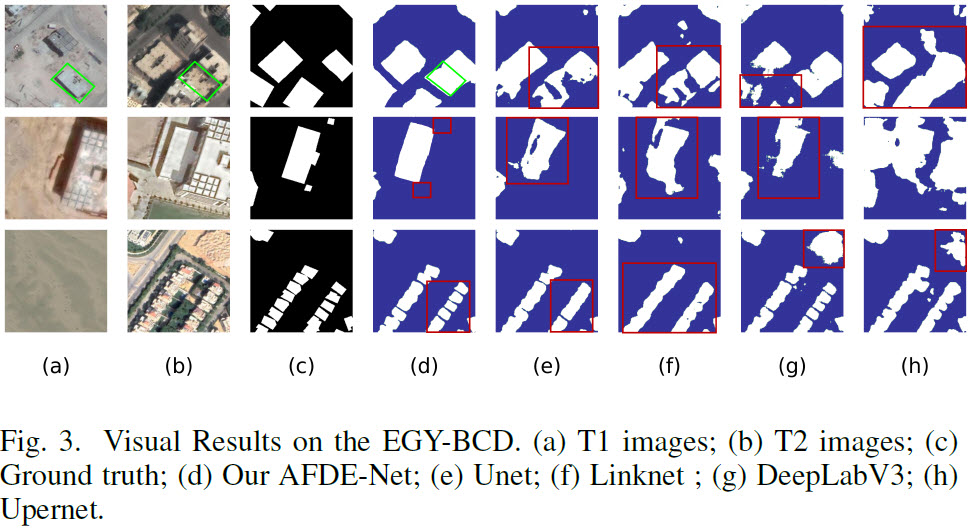 (a) (b) (c) (d) (e) (f) (g) (h)
Fig. 3. Visual Results on the EGY-BCD. (a) T1 images; (b) T2 images; (c)
Ground truth; (d) Our AFDE-Net; (e) Unet; (f) Linknet ; (g) DeepLabV3; (h)
Upernet.